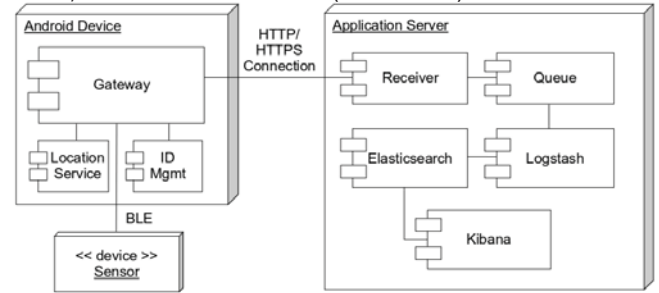 Android Device
Gateway
Location
Service
ID
Mgmt
HTTP/
HTTPS
Connection
BLE
<< device >>
Sensor
Application Server
Receiver
Queue
Elasticsearch
Logstash
Kibana